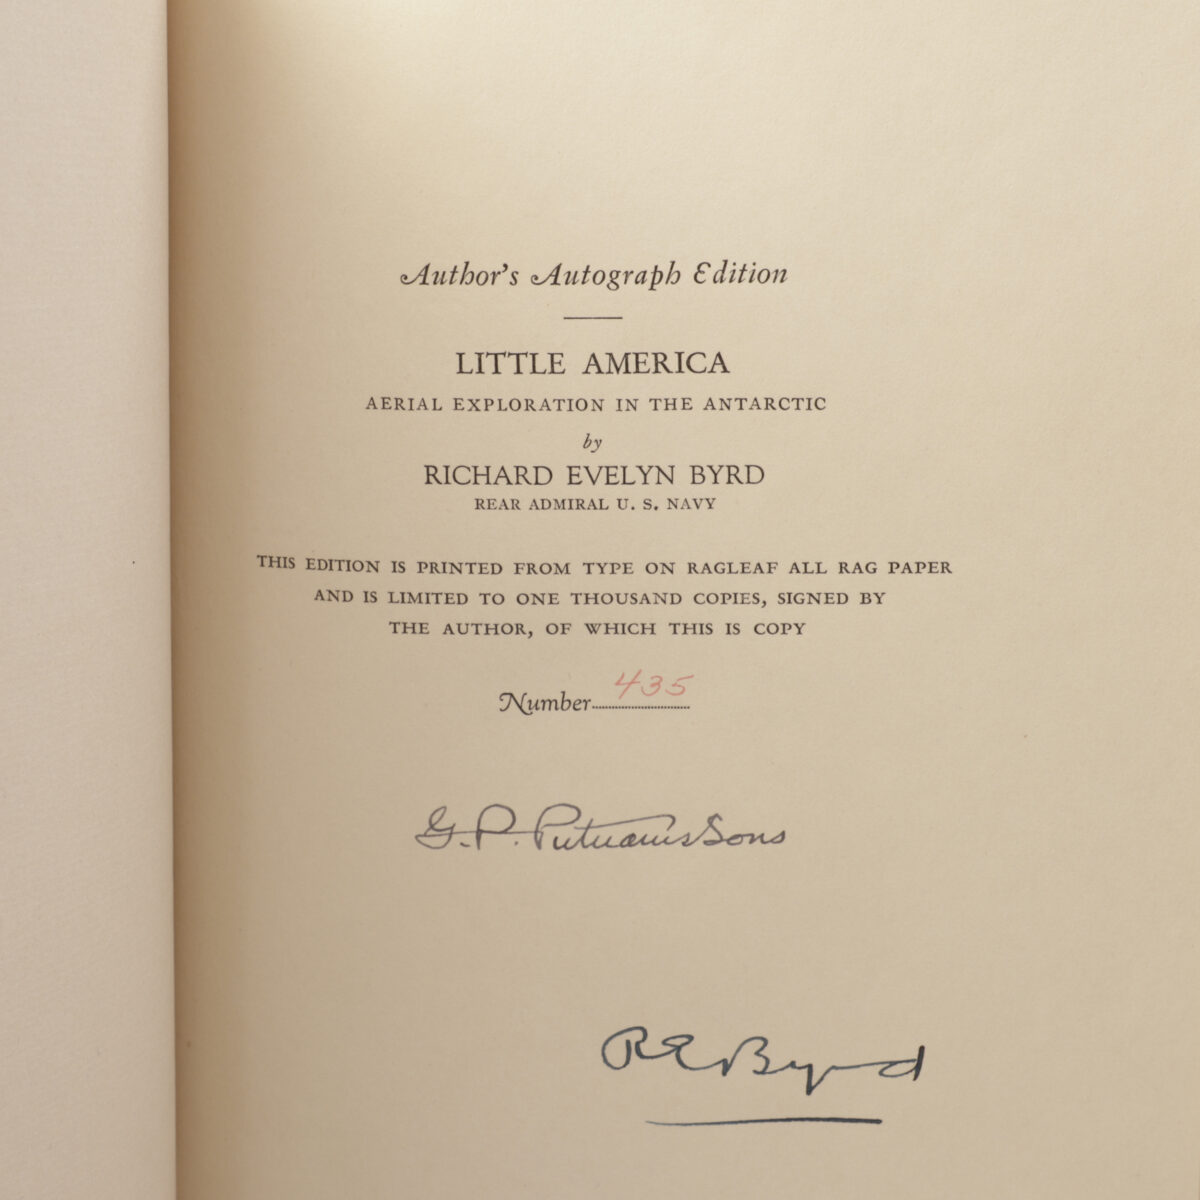 Author's Autograph Edition
LITTLE AMERICA
AERIAL EXPLORATION IN THE ANTARCTIC
by
RICHARD EVELYN BYRD
REAR ADMIRAL U. S. NAVY
THIS EDITION IS PRINTED FROM TYPE ON RAGLEAF ALL RAG PAPER
AND IS LIMITED TO ONE THOUSAND COPIES, SIGNED BY
THE AUTHOR, OF WHICH THIS IS COPY
Number 435
G. P. Putnam's Sons
R E Byrd